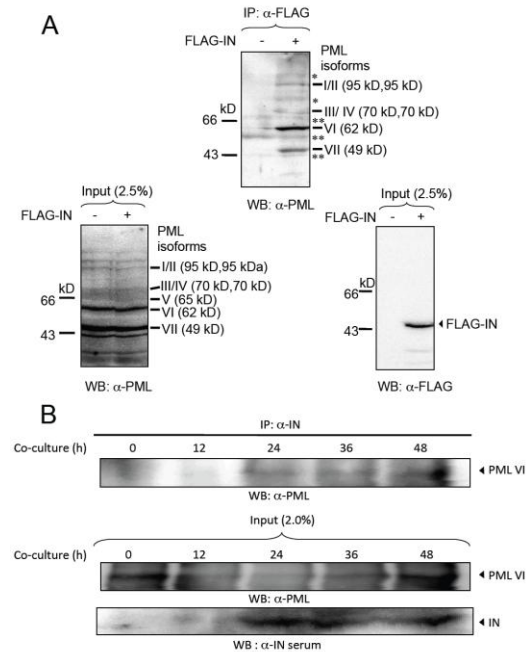 A
IP: α-FLAG
FLAG-IN - +
PML
isoforms
*
I/II (95 kD,95 kD)
*
kD
III/ IV (70 kD,70 kD)
66
**
VI (62 kD)
**
VII (49 kD)
43
**
WB: α-PML
Input (2.5%)
FLAG-IN - +
PML
isoforms
I/II (95 kD,95 kDa)
kD
III/IV (70 kD,70 kD)
66
V (65 kD)
VI (62 kD)
43
VII (49 kD)
WB: α-PML
Input (2.5%)
FLAG-IN - +
kD
66
43
FLAG-IN
WB: α-FLAG
B
IP: α-IN
Co-culture (h) 0 12 24 36 48
PML VI
WB: α-PML
Input (2.0%)
Co-culture (h) 0 12 24 36 48
PML VI
WB: α-PML
IN
WB : α-IN serum